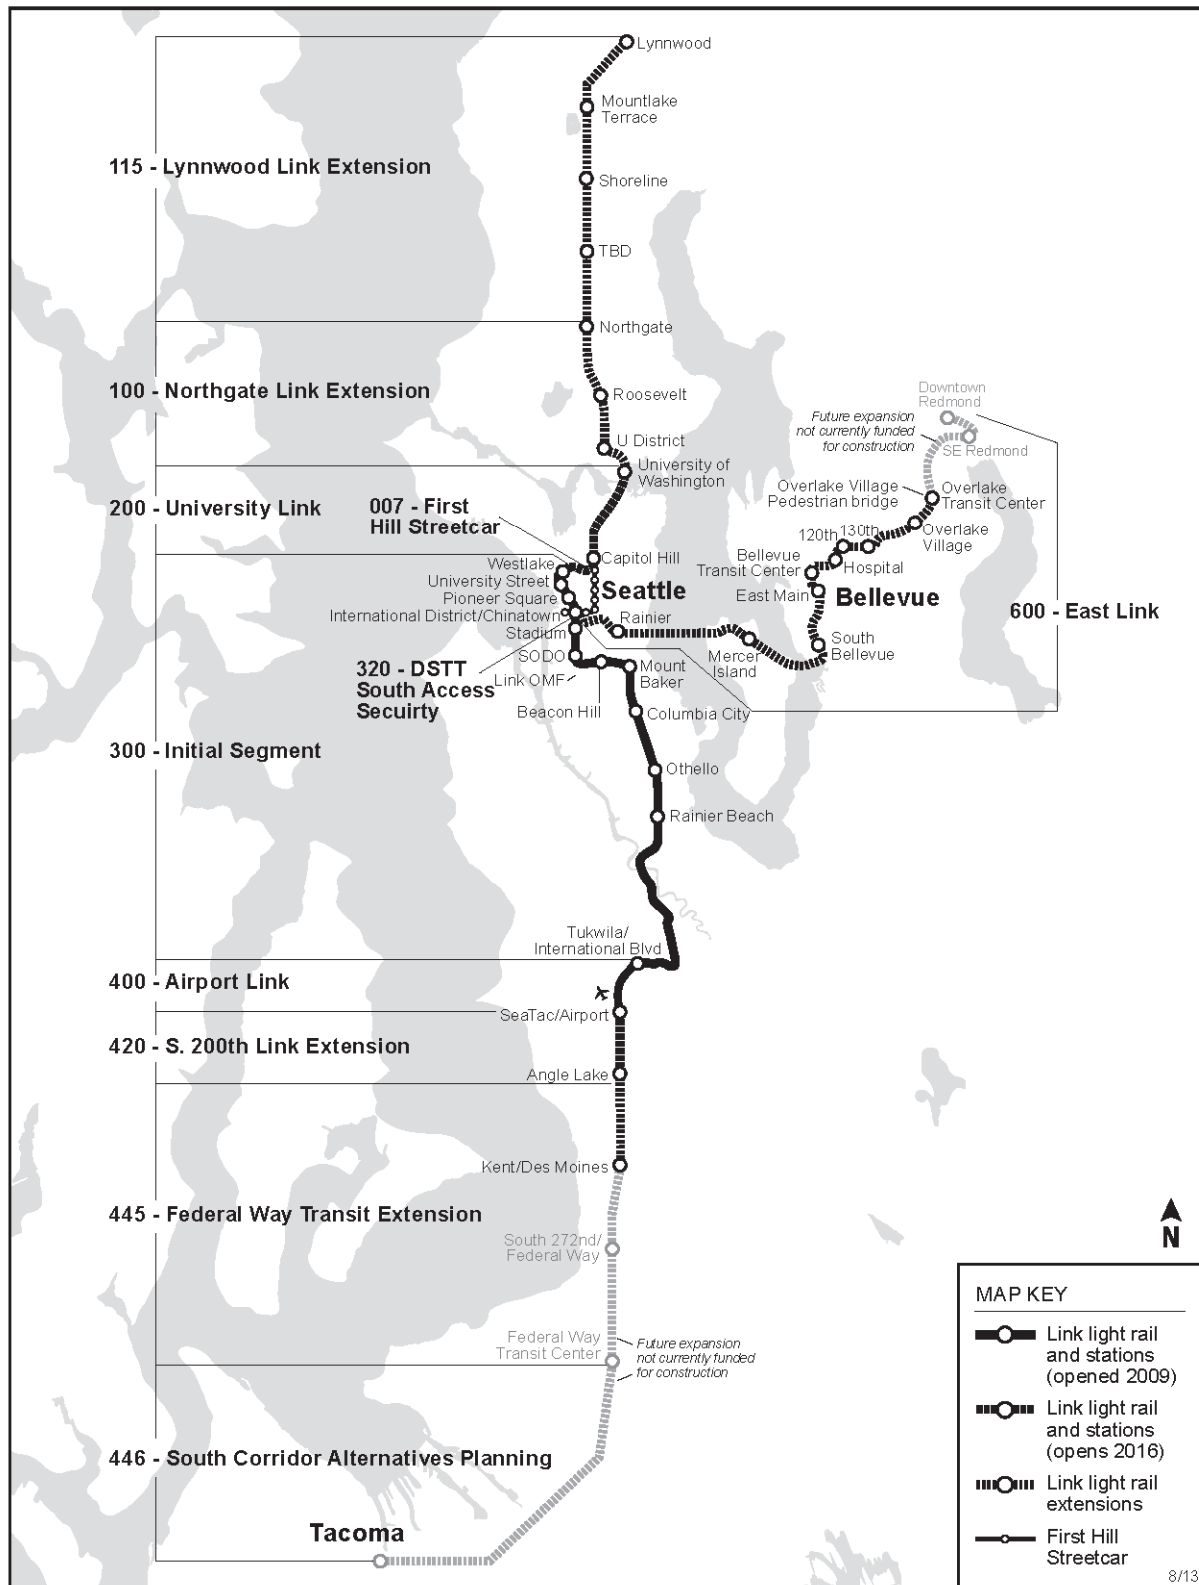 Lynnwood
Mountlake
Terrace
115 - Lynnwood Link Extension
Shoreline
TBD
Northgate
100 - Northgate Link Extension
Roosevelt
Downtown
Redmond
Future expansion
not currently funded
for construction
SE Redmond
U District
University of
Washington
200 - University Link
007 - First
Hill Streetcar
Overlake Village
Pedestrian bridge
Overlake
Transit Center
Overlake
Village
120th
130th
Hospital
Bellevue
Transit Center
East Main
Bellevue
South
Bellevue
600 - East Link
Capitol Hill
Westlake
University Street
Seattle
Pioneer Square
International District/Chinatown
Stadium
Rainier
Mercer
Island
SODO
Link OMF
Mount
Baker
320 - DSTT
South Access
Secuirty
Beacon Hill
Columbia City
300 - Initial Segment
Othello
Rainier Beach
Tukwila/
International Blvd
400 - Airport Link
SeaTac/Airport
420 - S. 200th Link Extension
Angle Lake
Kent/Des Moines
445 - Federal Way Transit Extension
South 272nd/
Federal Way
Federal Way
Transit Center
Future expansion
not currently funded
for construction
446 - South Corridor Alternatives Planning
Tacoma
N
MAP KEY
Link light rail
and stations
(opened 2009)
Link light rail
and stations
(opens 2016)
Link light rail
extensions
First Hill
Streetcar
8/13